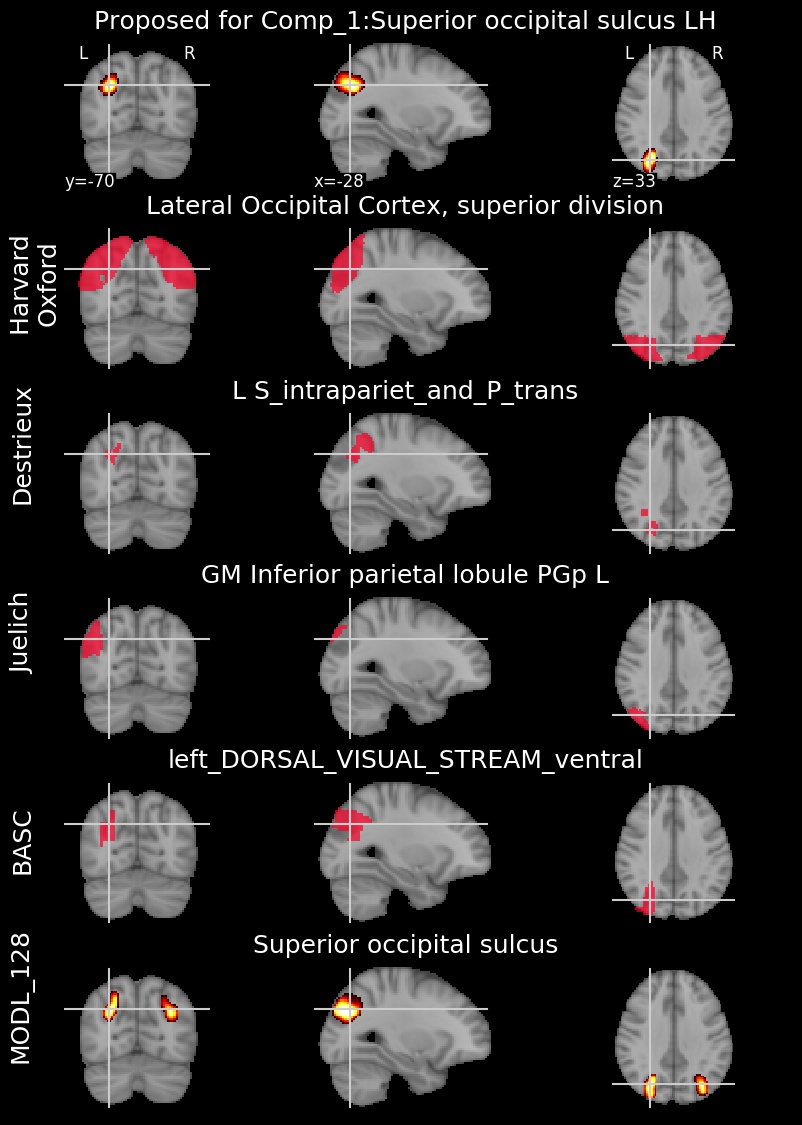 Proposed for Comp_1:Superior occipital sulcus LH
L R L R
y=-70 x=-28 z=33
Lateral Occipital Cortex, superior division
Harvard
Oxford
L S_intrapariet_and_P_trans
Destrieux
GM Inferior parietal lobule PGp L
Juelich
left_DORSAL_VISUAL_STREAM_ventral
BASC
Superior occipital sulcus
MODL_128